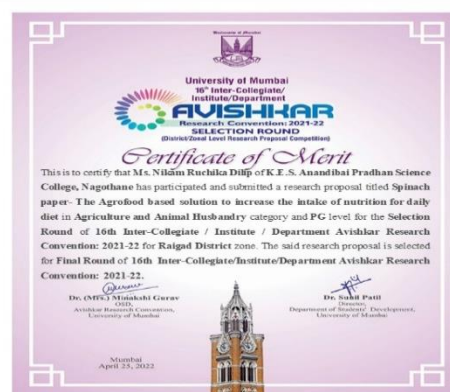 University of Mumbai
University of Mumbai
16th Inter-Collegiate/
Institute/Department
AVISHKAR
Research Convention: 2021-22
SELECTION ROUND
(District/Zonal Level Research Proposal Competition)
Certificate of Merit
This is to certify that Ms. Nikam Ruchika Dilip of K.E.S. Anandibai Pradhan Science
College, Nagothane has participated and submitted a research proposal titled Spinach
paper- The Agrofood based solution to increase the intake of nutrition for daily
diet in Agriculture and Animal Husbandry category and PG level for the Selection
Round of 16th Inter-Collegiate / Institute / Department Avishkar Research
Convention: 2021-22 for Raigad District zone. The said research proposal is selected
for Final Round of 16th Inter-Collegiate/Institute/Department Avishkar Research
Convention: 2021-22.
Dr. (Mrs.) Minakshi Gurav
OSD,
Avishkar Research Convention,
University of Mumbai
Dr. Sunil Patil
Director,
Department of Students' Development,
University of Mumbai
Mumbai
April 25, 2022